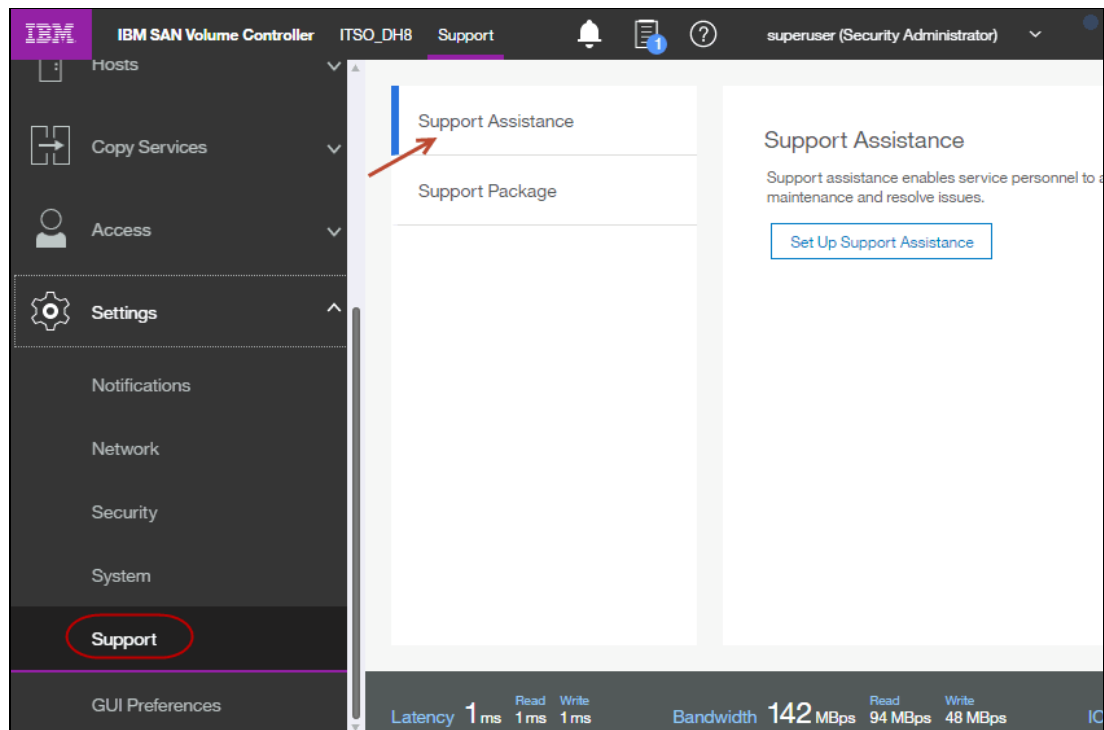 IBM
IBM SAN Volume Controller
ITSO_DH8
Support
1
?
superuser (Security Administrator)
Hosts
Copy Services
Access
Settings
Notifications
Network
Security
System
Support
GUI Preferences
Support Assistance
Support Package
Support Assistance
Support assistance enables service personnel to a
maintenance and resolve issues.
Set Up Support Assistance
Latency 1 ms Read 1 ms Write 1 ms
Bandwidth 142 MBps Read 94 MBps Write 48 MBps